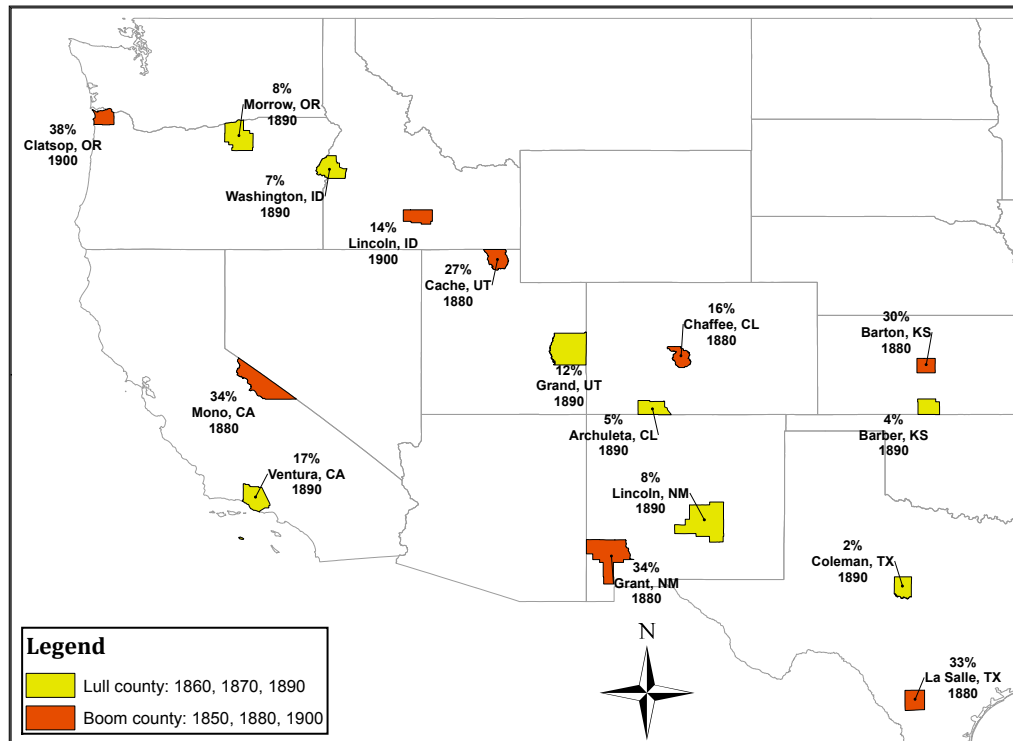 8%
Morrow, OR
1890
38%
Clatsop, OR
1900
7%
Washington, ID
1890
14%
Lincoln, ID
1900
27%
Cache, UT
1880
16%
Chaffee, CL
1880
30%
Barton, KS
1880
12%
Grand, UT
1890
34%
Mono, CA
1880
5%
Archuleta, CL
1890
4%
Barber, KS
1890
17%
Ventura, CA
1890
8%
Lincoln, NM
1890
34%
Grant, NM
1880
2%
Coleman, TX
1890
33%
La Salle, TX
1880
N
Legend
Lull county: 1860, 1870, 1890
Boom county: 1850, 1880, 1900